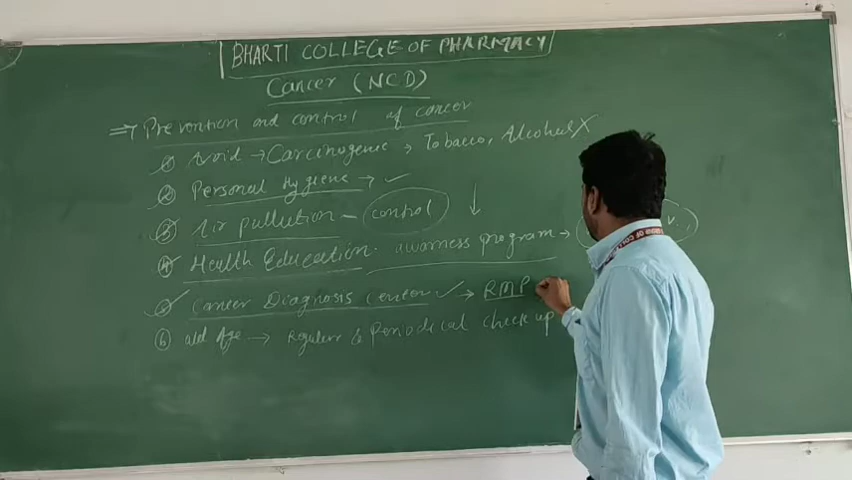 BHARTI COLLEGE OF PHARMACY
Cancer (NCD)
⇒ Prevention and control of cancer
① Avoid → Carcinogenic → Tobacco, Alcohol X
② Personal Hygiene → ✓
③ Air pullution - control ↓
④ Health Education. awarness program →
⑤ Cancer Diagnosis center ✓ → RMP
⑥ old Age → Regular & Periodical check up